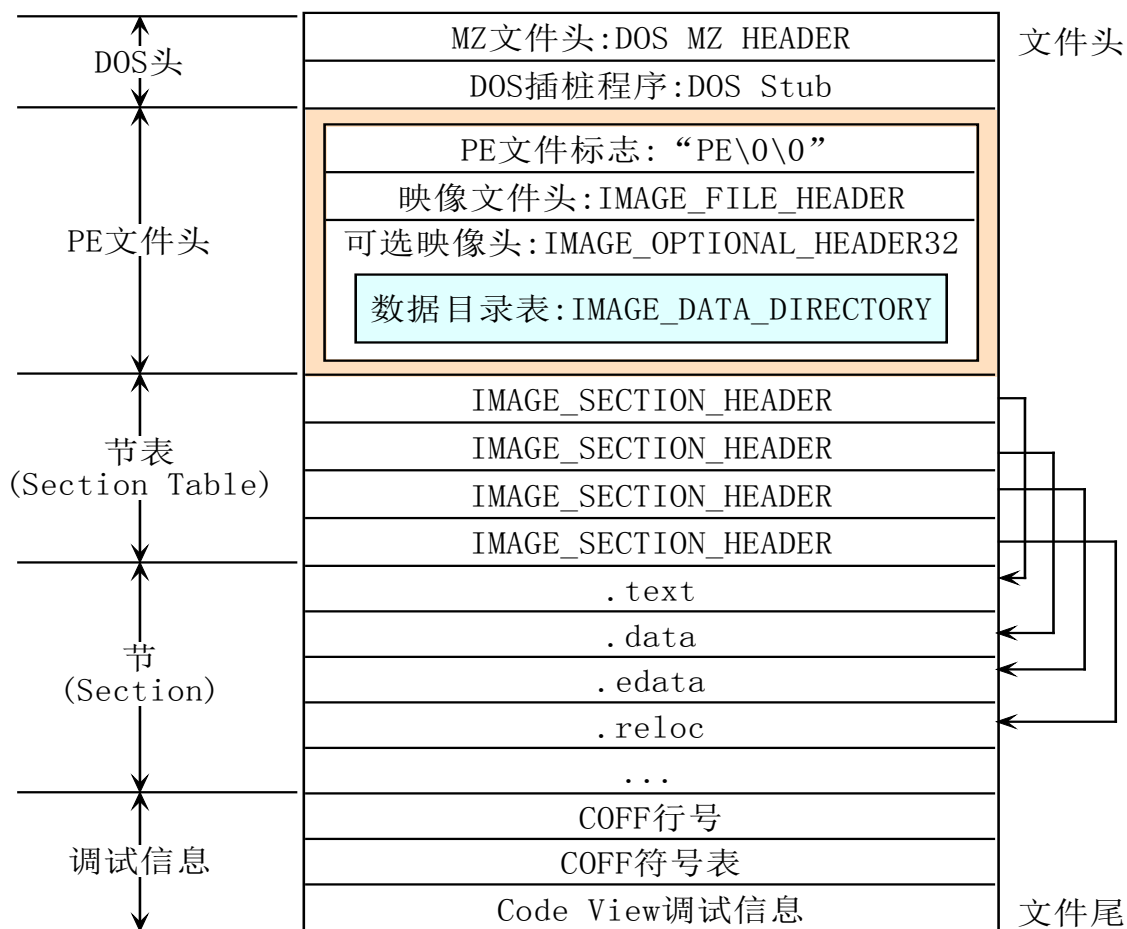 MZ文件头:DOS MZ HEADER
文件头
DOS头
DOS插桩程序:DOS Stub
PE文件标志:“PE\0\0”
映像文件头:IMAGE_FILE_HEADER
PE文件头
可选映像头:IMAGE_OPTIONAL_HEADER32
数据目录表:IMAGE_DATA_DIRECTORY
IMAGE_SECTION_HEADER
节表
(Section Table)
IMAGE_SECTION_HEADER
IMAGE_SECTION_HEADER
IMAGE_SECTION_HEADER
.text
.data
节
(Section)
.edata
.reloc
...
COFF行号
调试信息
COFF符号表
Code View调试信息
文件尾